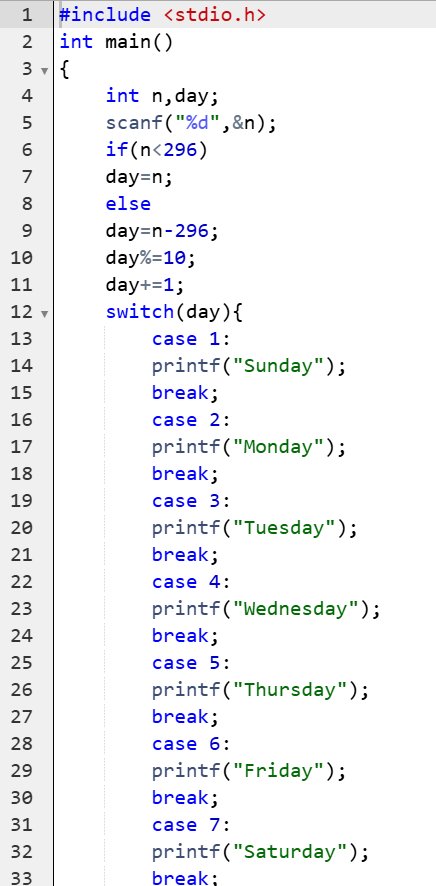 1 #include <stdio.h>
2 int main()
3 {
4 int n,day;
5 scanf("%d",&n);
6 if(n<296)
7 day=n;
8 else
9 day=n-296;
10 day%=10;
11 day+=1;
12 switch(day){
13 case 1:
14 printf("Sunday");
15 break;
16 case 2:
17 printf("Monday");
18 break;
19 case 3:
20 printf("Tuesday");
21 break;
22 case 4:
23 printf("Wednesday");
24 break;
25 case 5:
26 printf("Thursday");
27 break;
28 case 6:
29 printf("Friday");
30 break;
31 case 7:
32 printf("Saturday");
33 break;